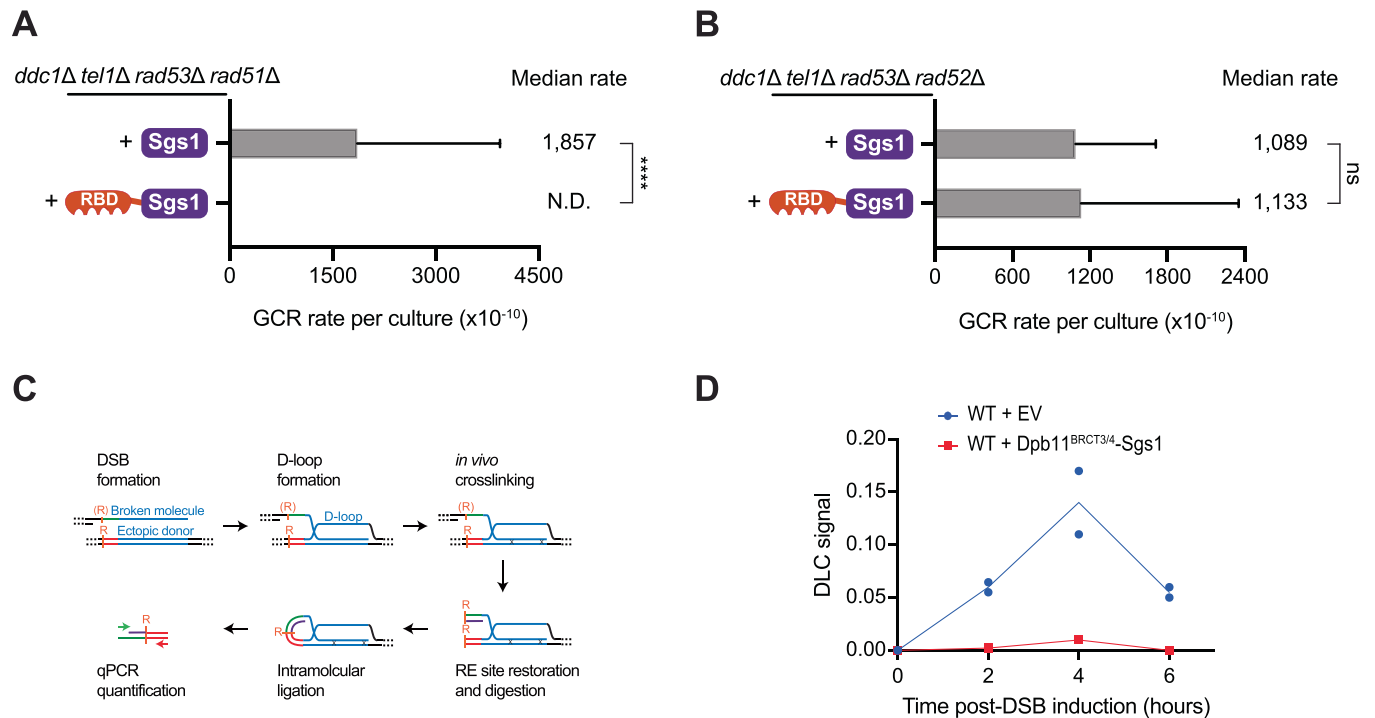 A
ddc1Δ tel1Δ rad53Δ rad51Δ
Median rate
+ Sgs1
1,857
+ RBD Sgs1
N.D.
****
0 1500 3000 4500
GCR rate per culture (x10⁻¹⁰)
B
ddc1Δ tel1Δ rad53Δ rad52Δ
Median rate
+ Sgs1
1,089
+ RBD Sgs1
1,133
ns
0 600 1200 1800 2400
GCR rate per culture (x10⁻¹⁰)
C
DSB
formation
(R) Broken molecule
R Ectopic donor
D-loop
formation
(R)
D-loop
R
in vivo
crosslinking
(R)
R
R
R
RE site restoration
and digestion
R
Intramolcular
ligation
R
qPCR
quantification
D
WT + EV
WT + Dpb11ᴮᴿᶜᵀ³/⁴-Sgs1
DLC signal
0.20
0.15
0.10
0.05
0.00
0 2 4 6
Time post-DSB induction (hours)